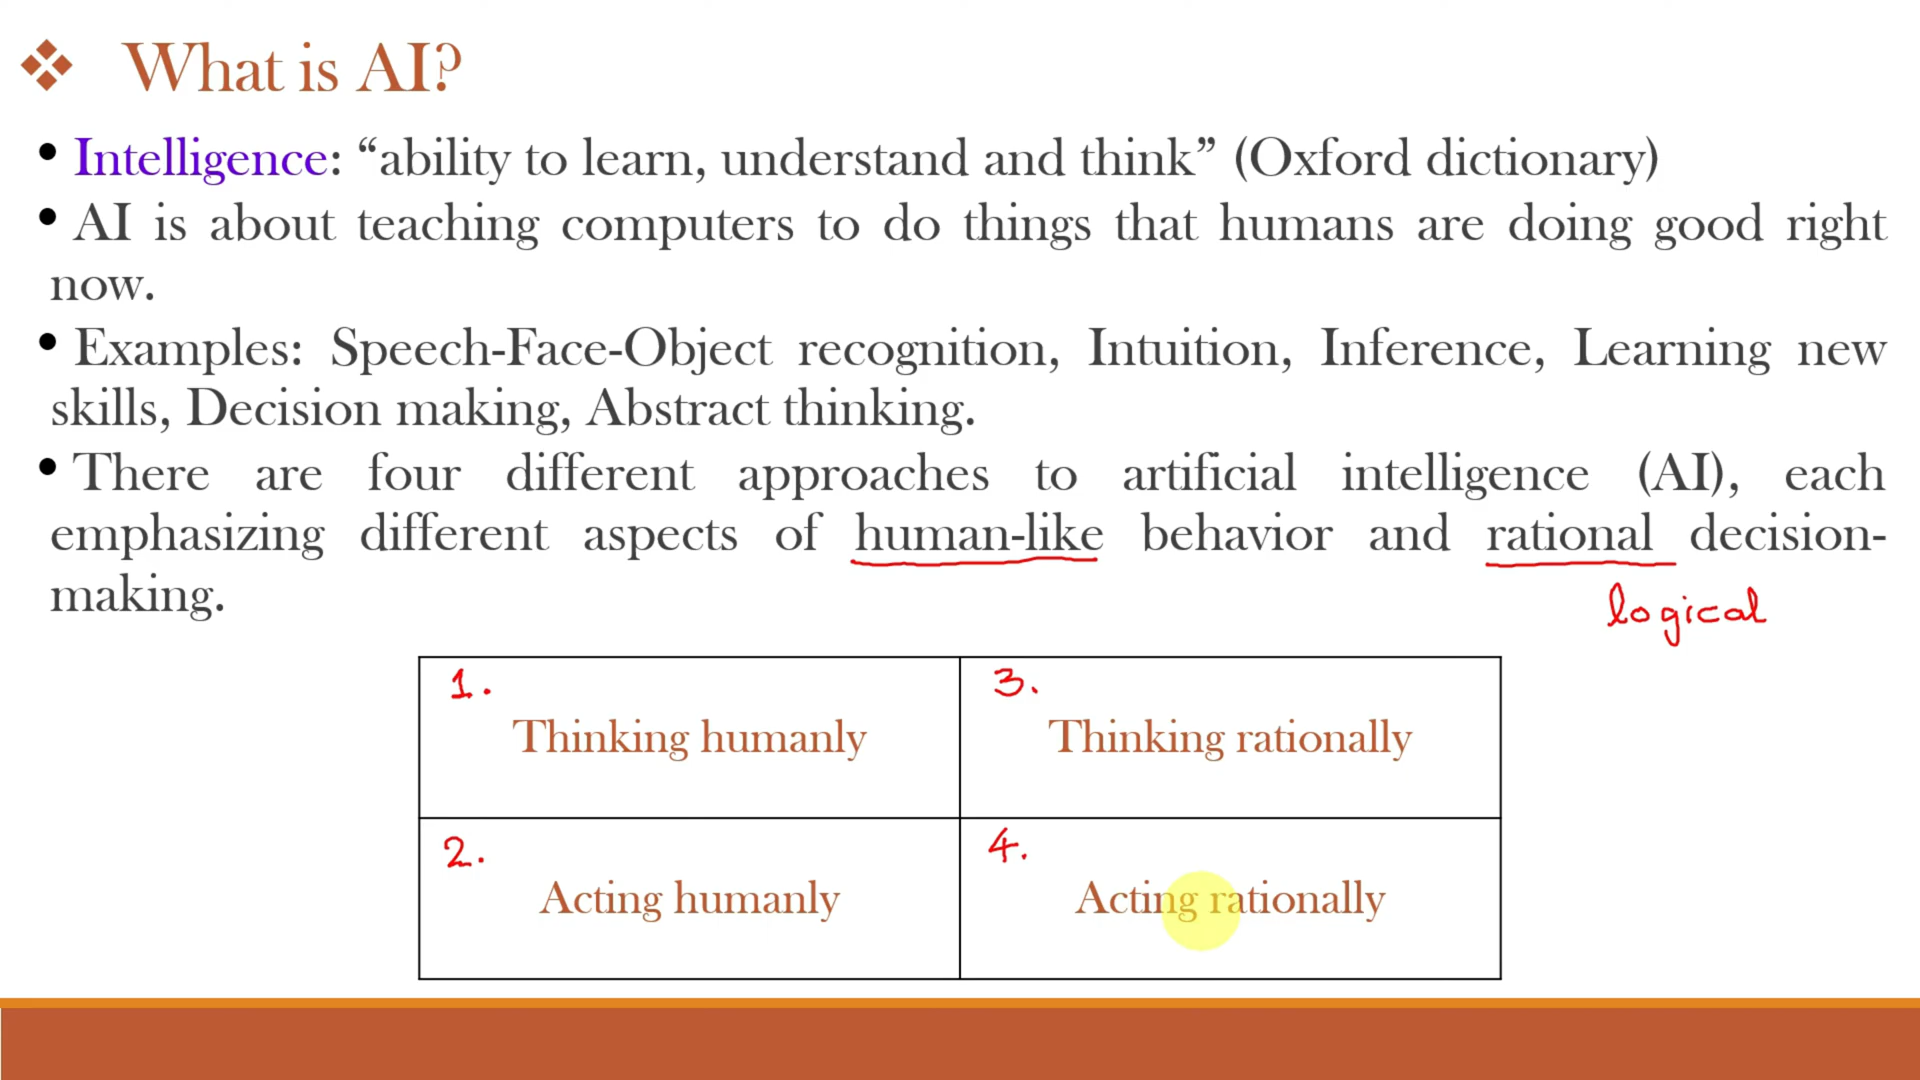 What is AI?
• Intelligence: “ability to learn, understand and think” (Oxford dictionary)
• AI is about teaching computers to do things that humans are doing good right
now.
• Examples: Speech-Face-Object recognition, Intuition, Inference, Learning new
skills, Decision making, Abstract thinking.
• There are four different approaches to artificial intelligence (AI), each
emphasizing different aspects of human-like behavior and rational decision-
making.
logical
1.
Thinking humanly
3.
Thinking rationally
2.
Acting humanly
4.
Acting rationally